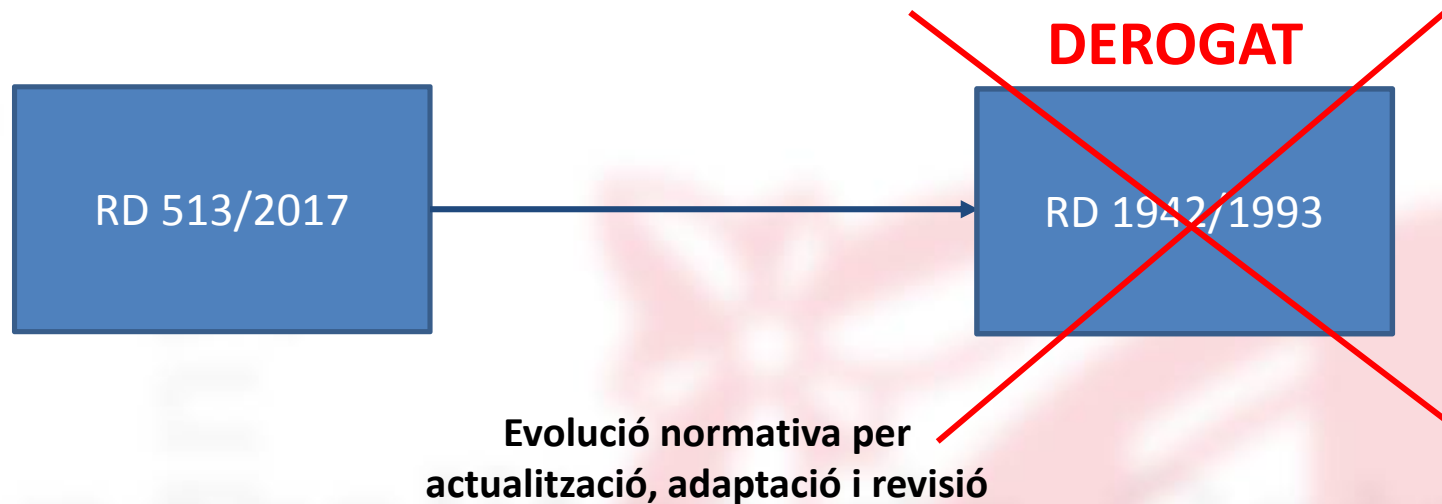 DEROGAT
RD 513/2017
RD 1942/1993
Evolució normativa per
actualització, adaptació i revisió